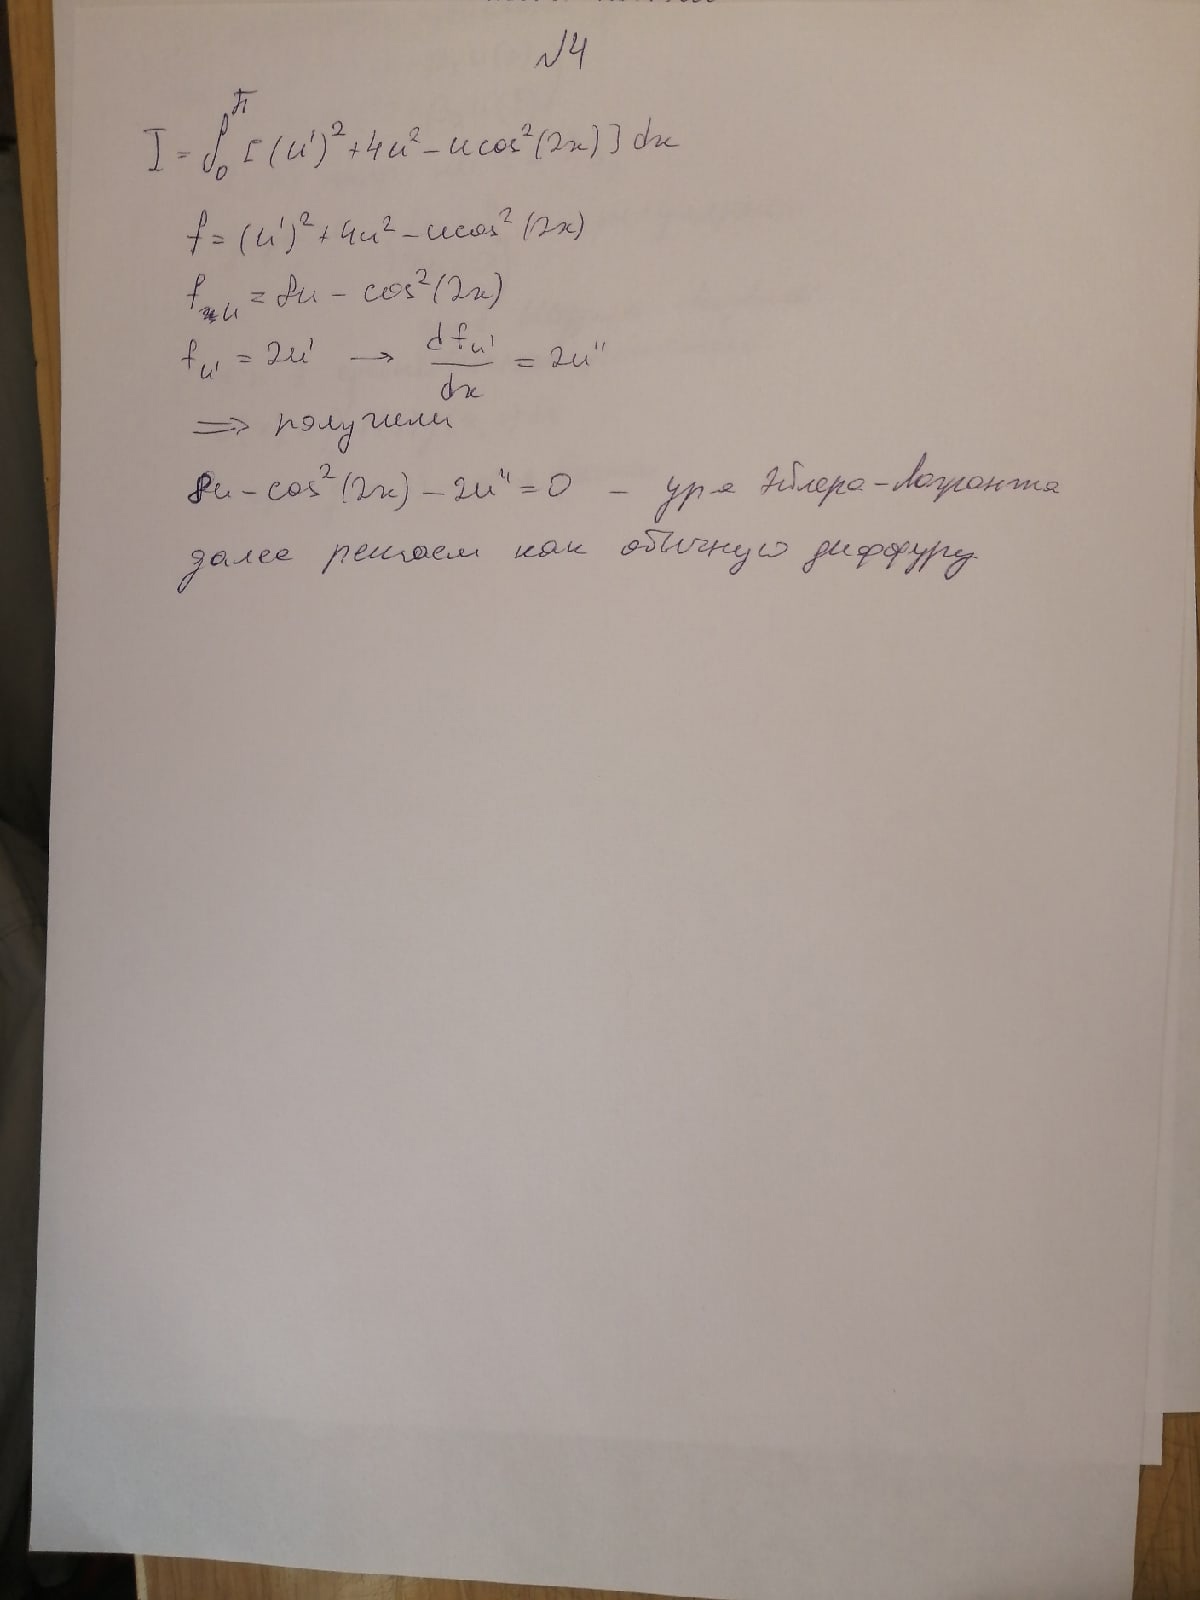 №4
I = ∫₀^π [(u')² + 4u² - u cos²(2x)] dx
f = (u')² + 4u² - u cos² (2x)
f_u = 8u - cos² (2x)
f_u' = 2u' → df_u'/dx = 2u''
⇒ получили
8u - cos² (2x) - 2u'' = 0 - ур-е Эйлера-Лагранжа
далее решаем как обычную диффуру